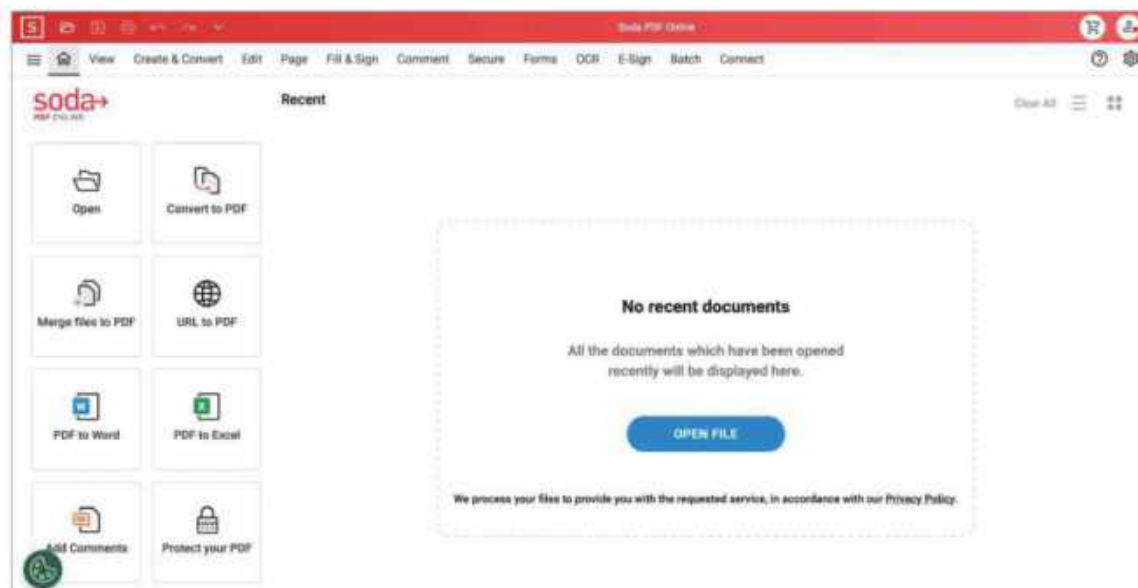 S
Soda PDF Online
View Create & Convert Edit Page Fill & Sign Comment Secure Forms OCR E-Sign Batch Connect
soda
PDF ONLINE
Recent
Clear All
Open
Convert to PDF
Merge files to PDF
URL to PDF
W
PDF to Word
X
PDF to Excel
Add Comments
Protect your PDF
No recent documents
All the documents which have been opened
recently will be displayed here.
OPEN FILE
We process your files to provide you with the requested service, in accordance with our Privacy Policy.